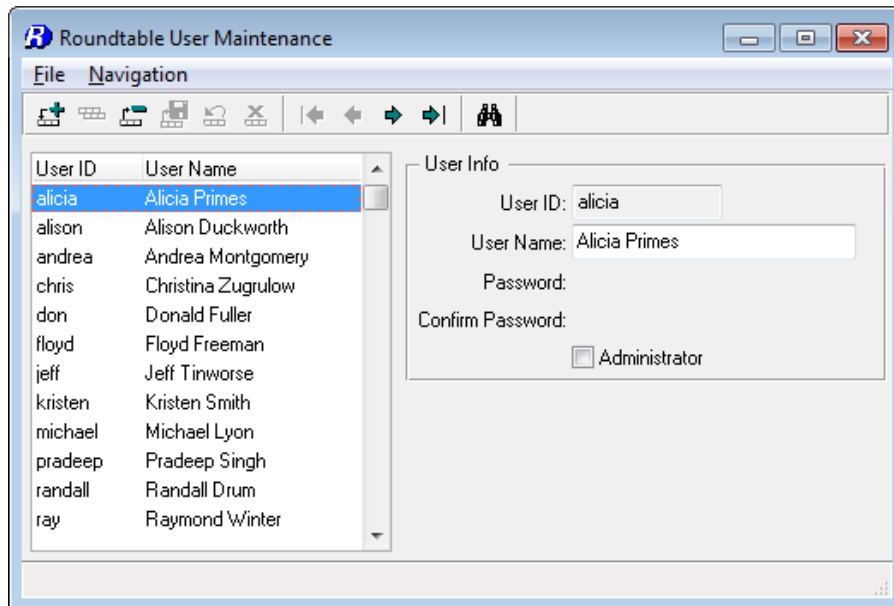 Roundtable User Maintenance
File Navigation
User ID User Name
alicia Alicia Primes
alison Alison Duckworth
andrea Andrea Montgomery
chris Christina Zugrulow
don Donald Fuller
floyd Floyd Freeman
jeff Jeff Tinworse
kristen Kristen Smith
michael Michael Lyon
pradeep Pradeep Singh
randall Randall Drum
ray Raymond Winter
User Info
User ID: alicia
User Name: Alicia Primes
Password:
Confirm Password:
Administrator